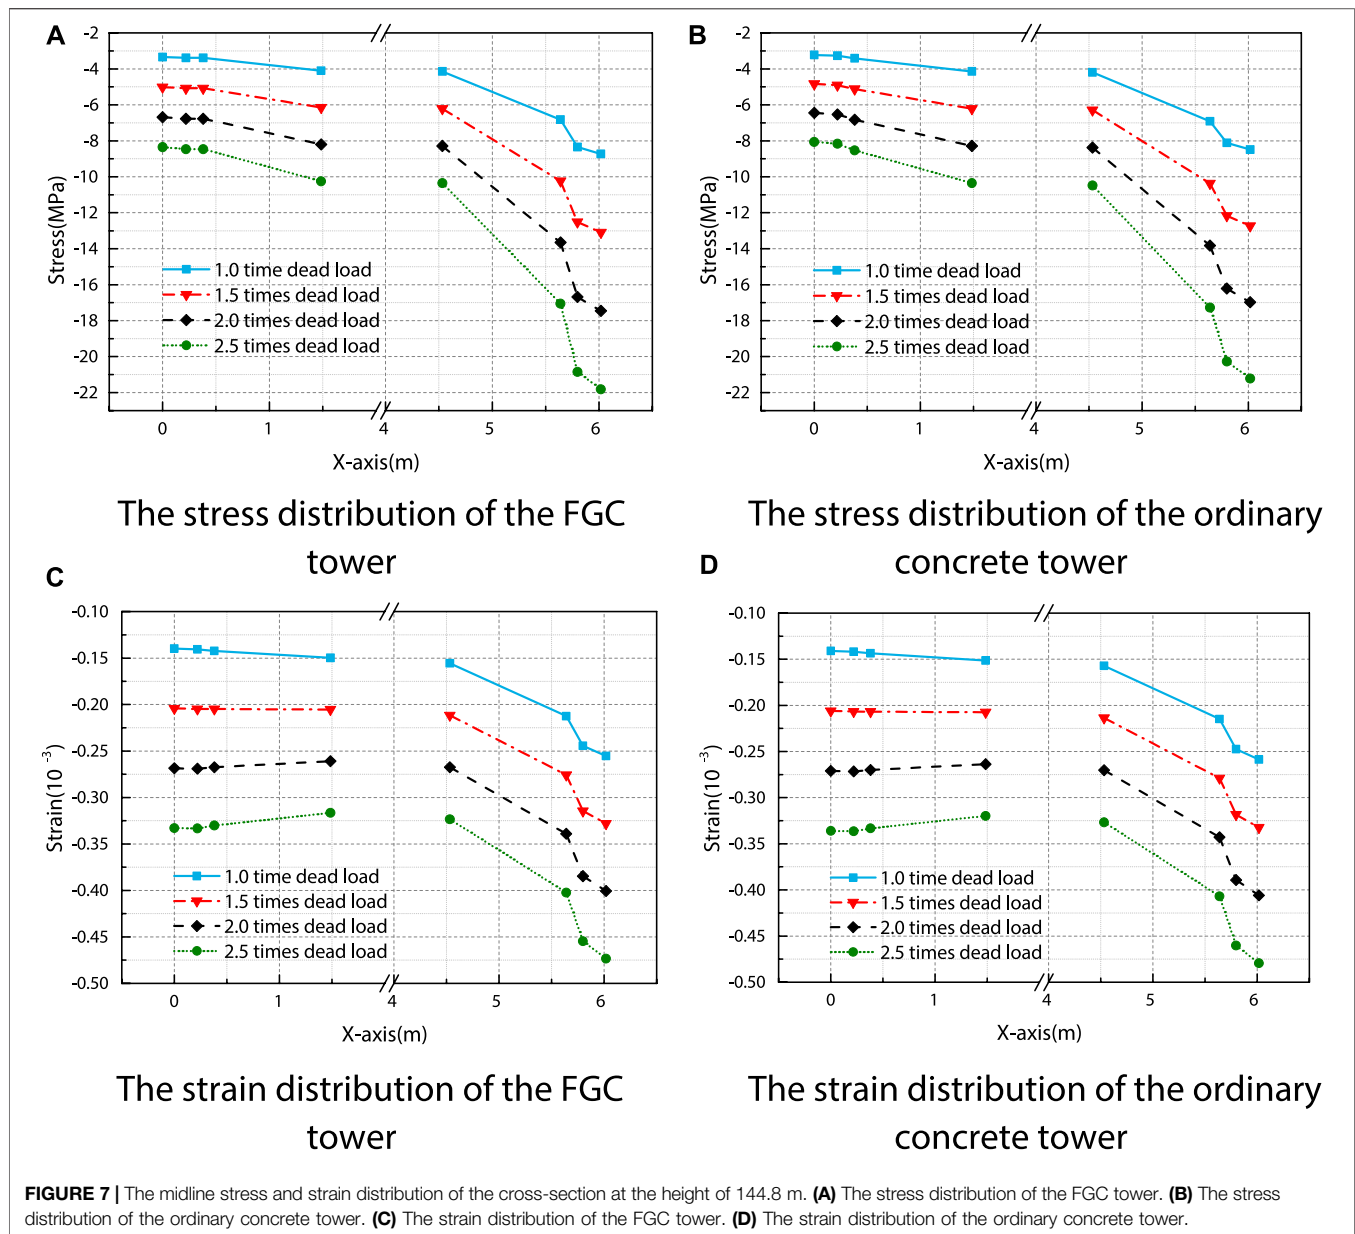 A
-2
-4
-6
-8
-10
-12
-14
-16
-18
-20
-22
Stress(MPa)
1.0 time dead load
1.5 times dead load
2.0 times dead load
2.5 times dead load
0 1 4 5 6
X-axis(m)
The stress distribution of the FGC
tower
B
-2
-4
-6
-8
-10
-12
-14
-16
-18
-20
-22
Stress(MPa)
1.0 time dead load
1.5 times dead load
2.0 times dead load
2.5 times dead load
0 1 4 5 6
X-axis(m)
The stress distribution of the ordinary
concrete tower
C
-0.10
-0.15
-0.20
-0.25
-0.30
-0.35
-0.40
-0.45
-0.50
Strain(10⁻³)
1.0 time dead load
1.5 times dead load
2.0 times dead load
2.5 times dead load
0 1 4 5 6
X-axis(m)
The strain distribution of the FGC
tower
D
-0.10
-0.15
-0.20
-0.25
-0.30
-0.35
-0.40
-0.45
-0.50
Strain(10⁻³)
1.0 time dead load
1.5 times dead load
2.0 times dead load
2.5 times dead load
0 1 4 5 6
X-axis(m)
The strain distribution of the ordinary
concrete tower
FIGURE 7 | The midline stress and strain distribution of the cross-section at the height of 144.8 m. (A) The stress distribution of the FGC tower. (B) The stress
distribution of the ordinary concrete tower. (C) The strain distribution of the FGC tower. (D) The strain distribution of the ordinary concrete tower.